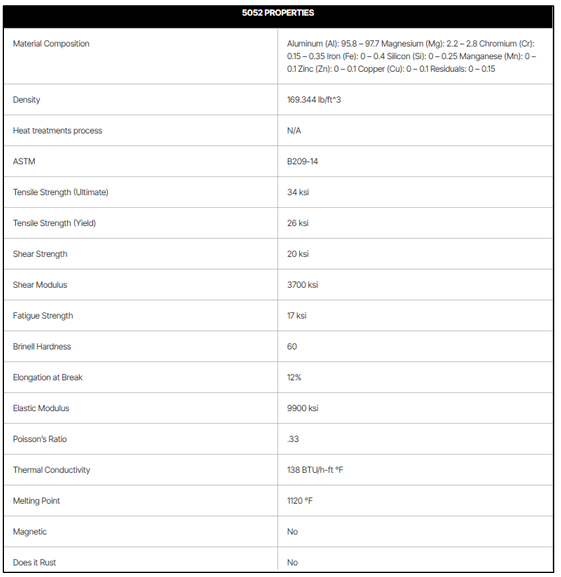 5052 PROPERTIES
Material Composition
Aluminum (Al): 95.8 – 97.7 Magnesium (Mg): 2.2 – 2.8 Chromium (Cr):
0.15 – 0.35 Iron (Fe): 0 – 0.4 Silicon (Si): 0 – 0.25 Manganese (Mn): 0 –
0.1 Zinc (Zn): 0 – 0.1 Copper (Cu): 0 – 0.1 Residuals: 0 – 0.15
Density 169.344 lb/ft^3
Heat treatments process N/A
ASTM B209-14
Tensile Strength (Ultimate) 34 ksi
Tensile Strength (Yield) 26 ksi
Shear Strength 20 ksi
Shear Modulus 3700 ksi
Fatigue Strength 17 ksi
Brinell Hardness 60
Elongation at Break 12%
Elastic Modulus 9900 ksi
Poisson's Ratio .33
Thermal Conductivity 138 BTU/h-ft °F
Melting Point 1120 °F
Magnetic No
Does it Rust No